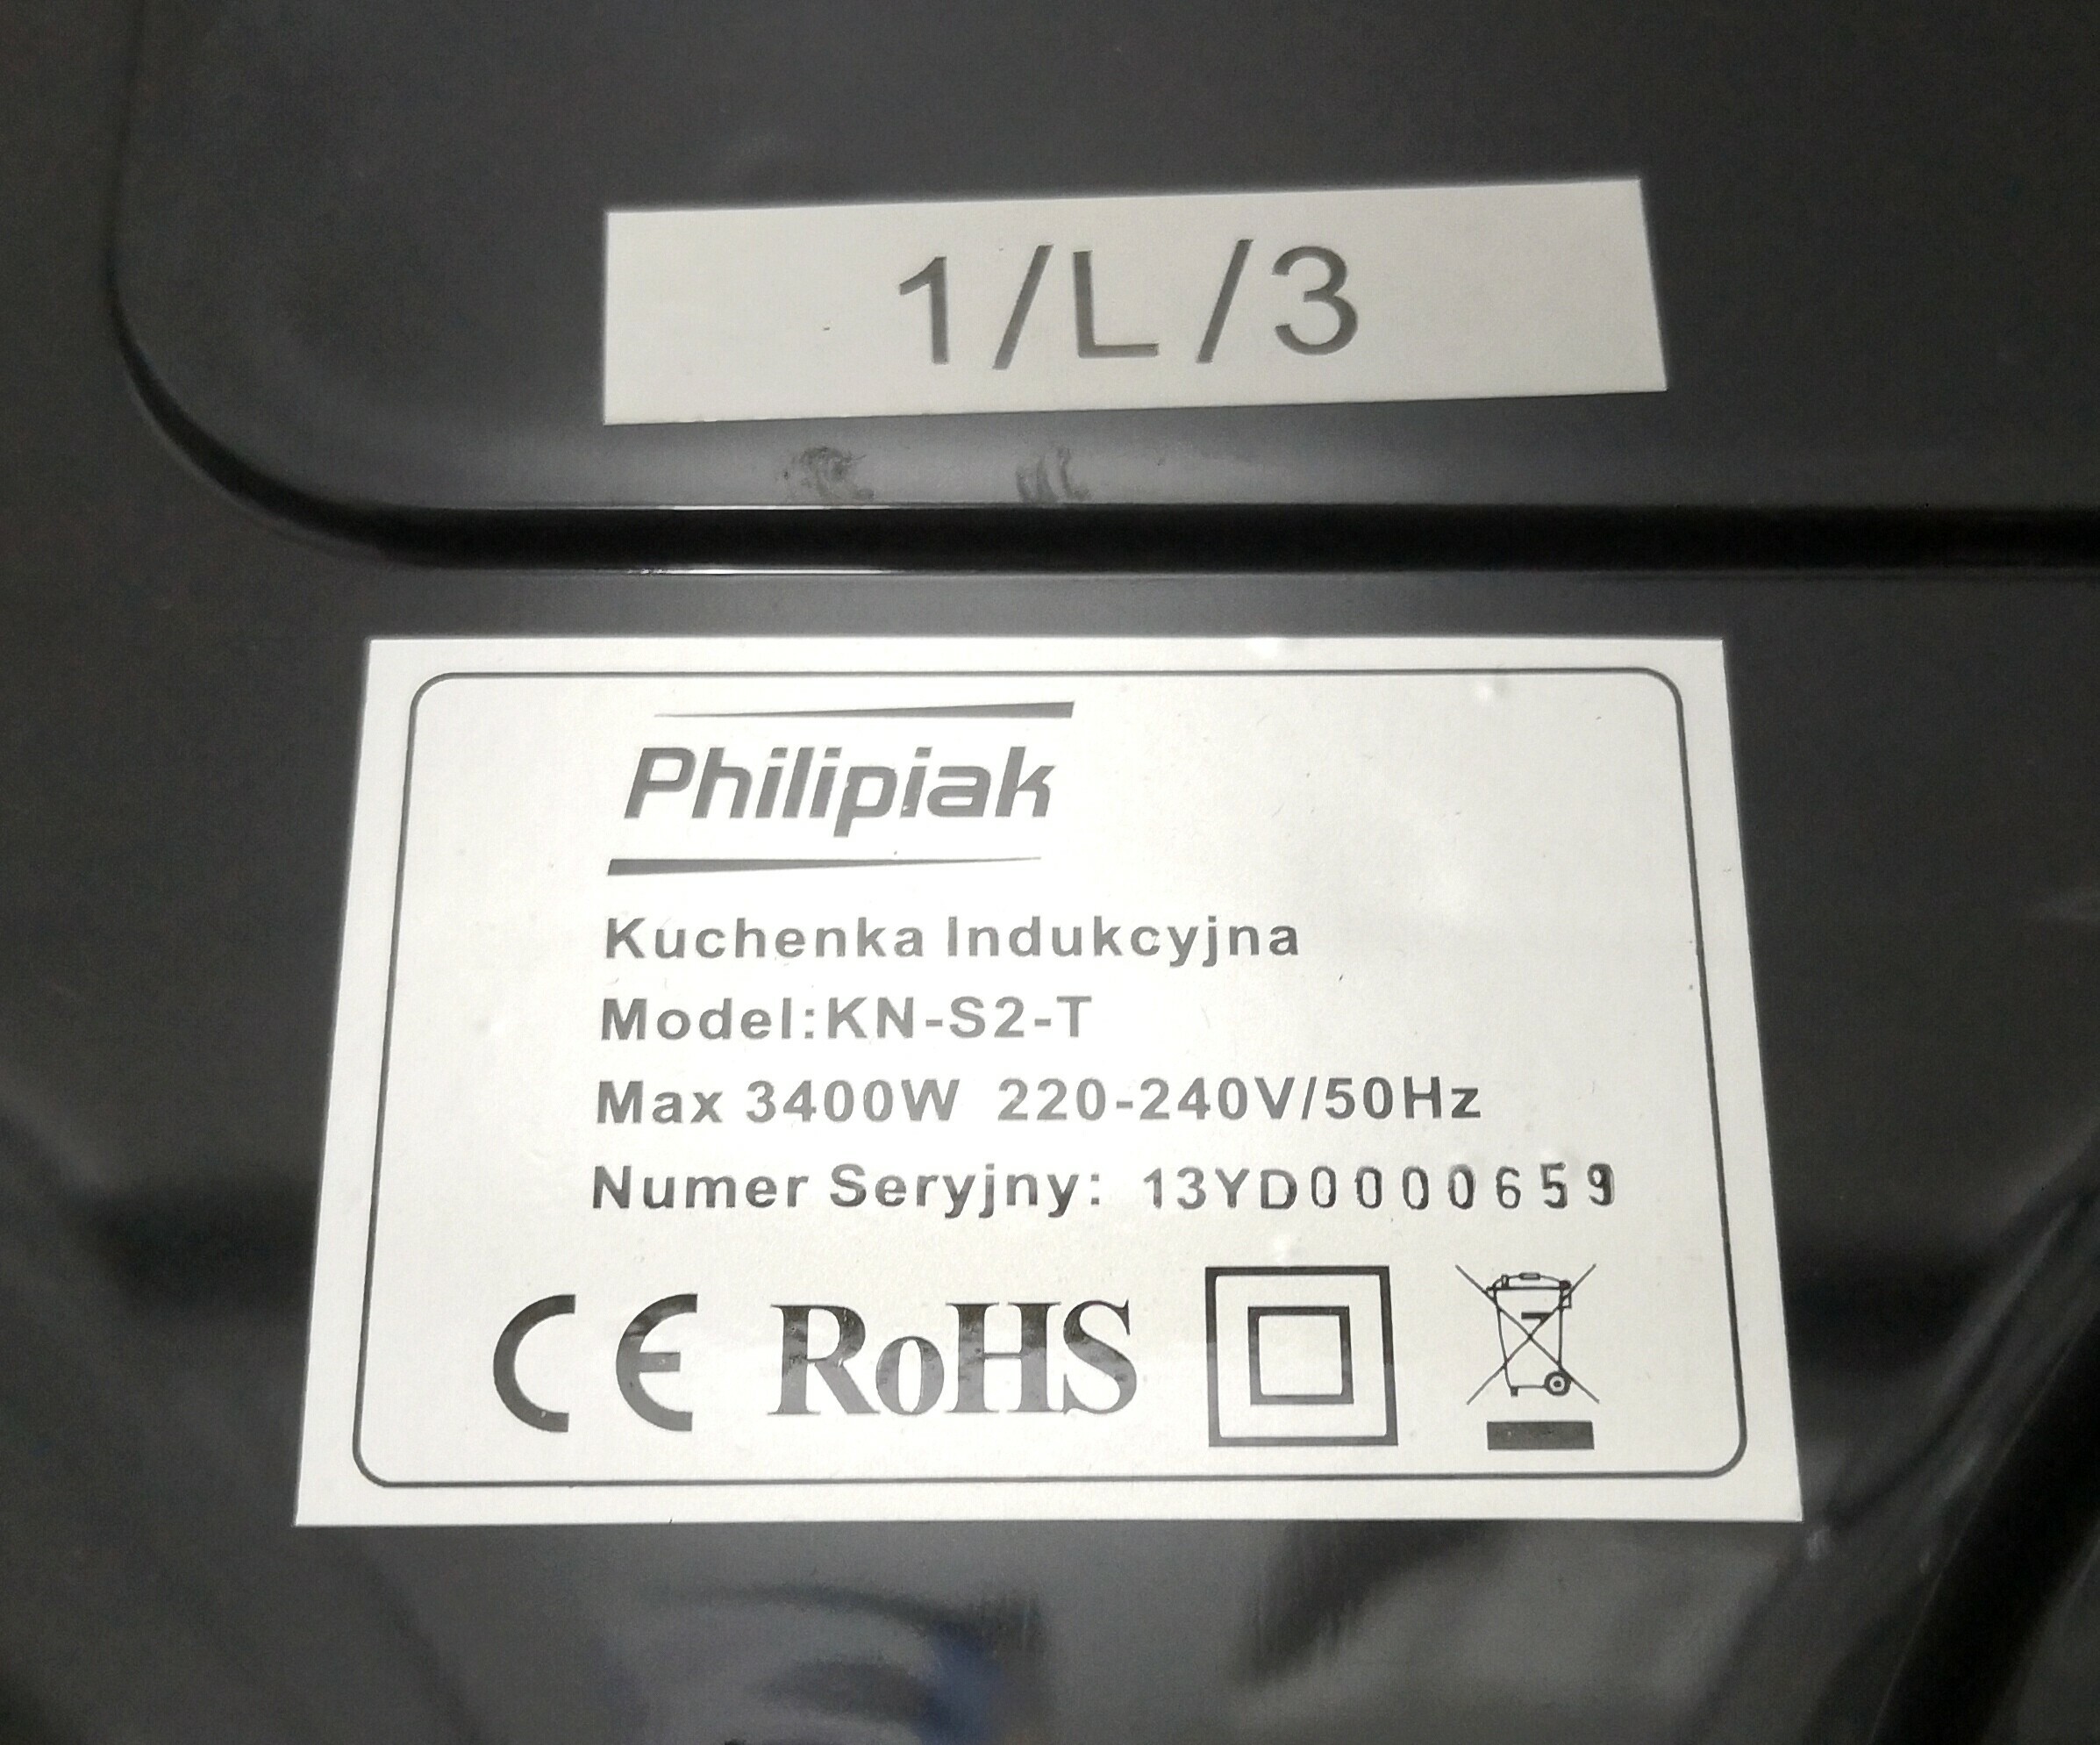 1/L/3
Philipiak
Kuchenka Indukcyjna
Model:KN-S2-T
Max 3400W 220-240V/50Hz
Numer Seryjny: 13YD0000659
CE RoHS